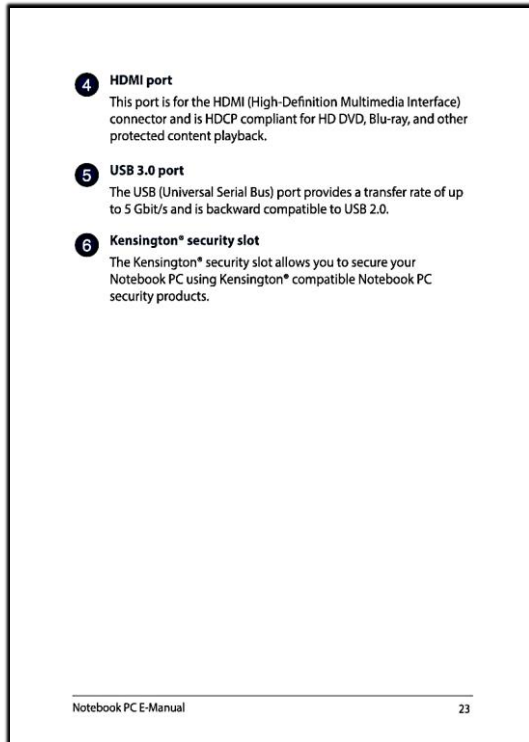 4 HDMI port
This port is for the HDMI (High-Definition Multimedia Interface)
connector and is HDCP compliant for HD DVD, Blu-ray, and other
protected content playback.
5 USB 3.0 port
The USB (Universal Serial Bus) port provides a transfer rate of up
to 5 Gbit/s and is backward compatible to USB 2.0.
6 Kensington® security slot
The Kensington® security slot allows you to secure your
Notebook PC using Kensington® compatible Notebook PC
security products.
Notebook PC E-Manual 23